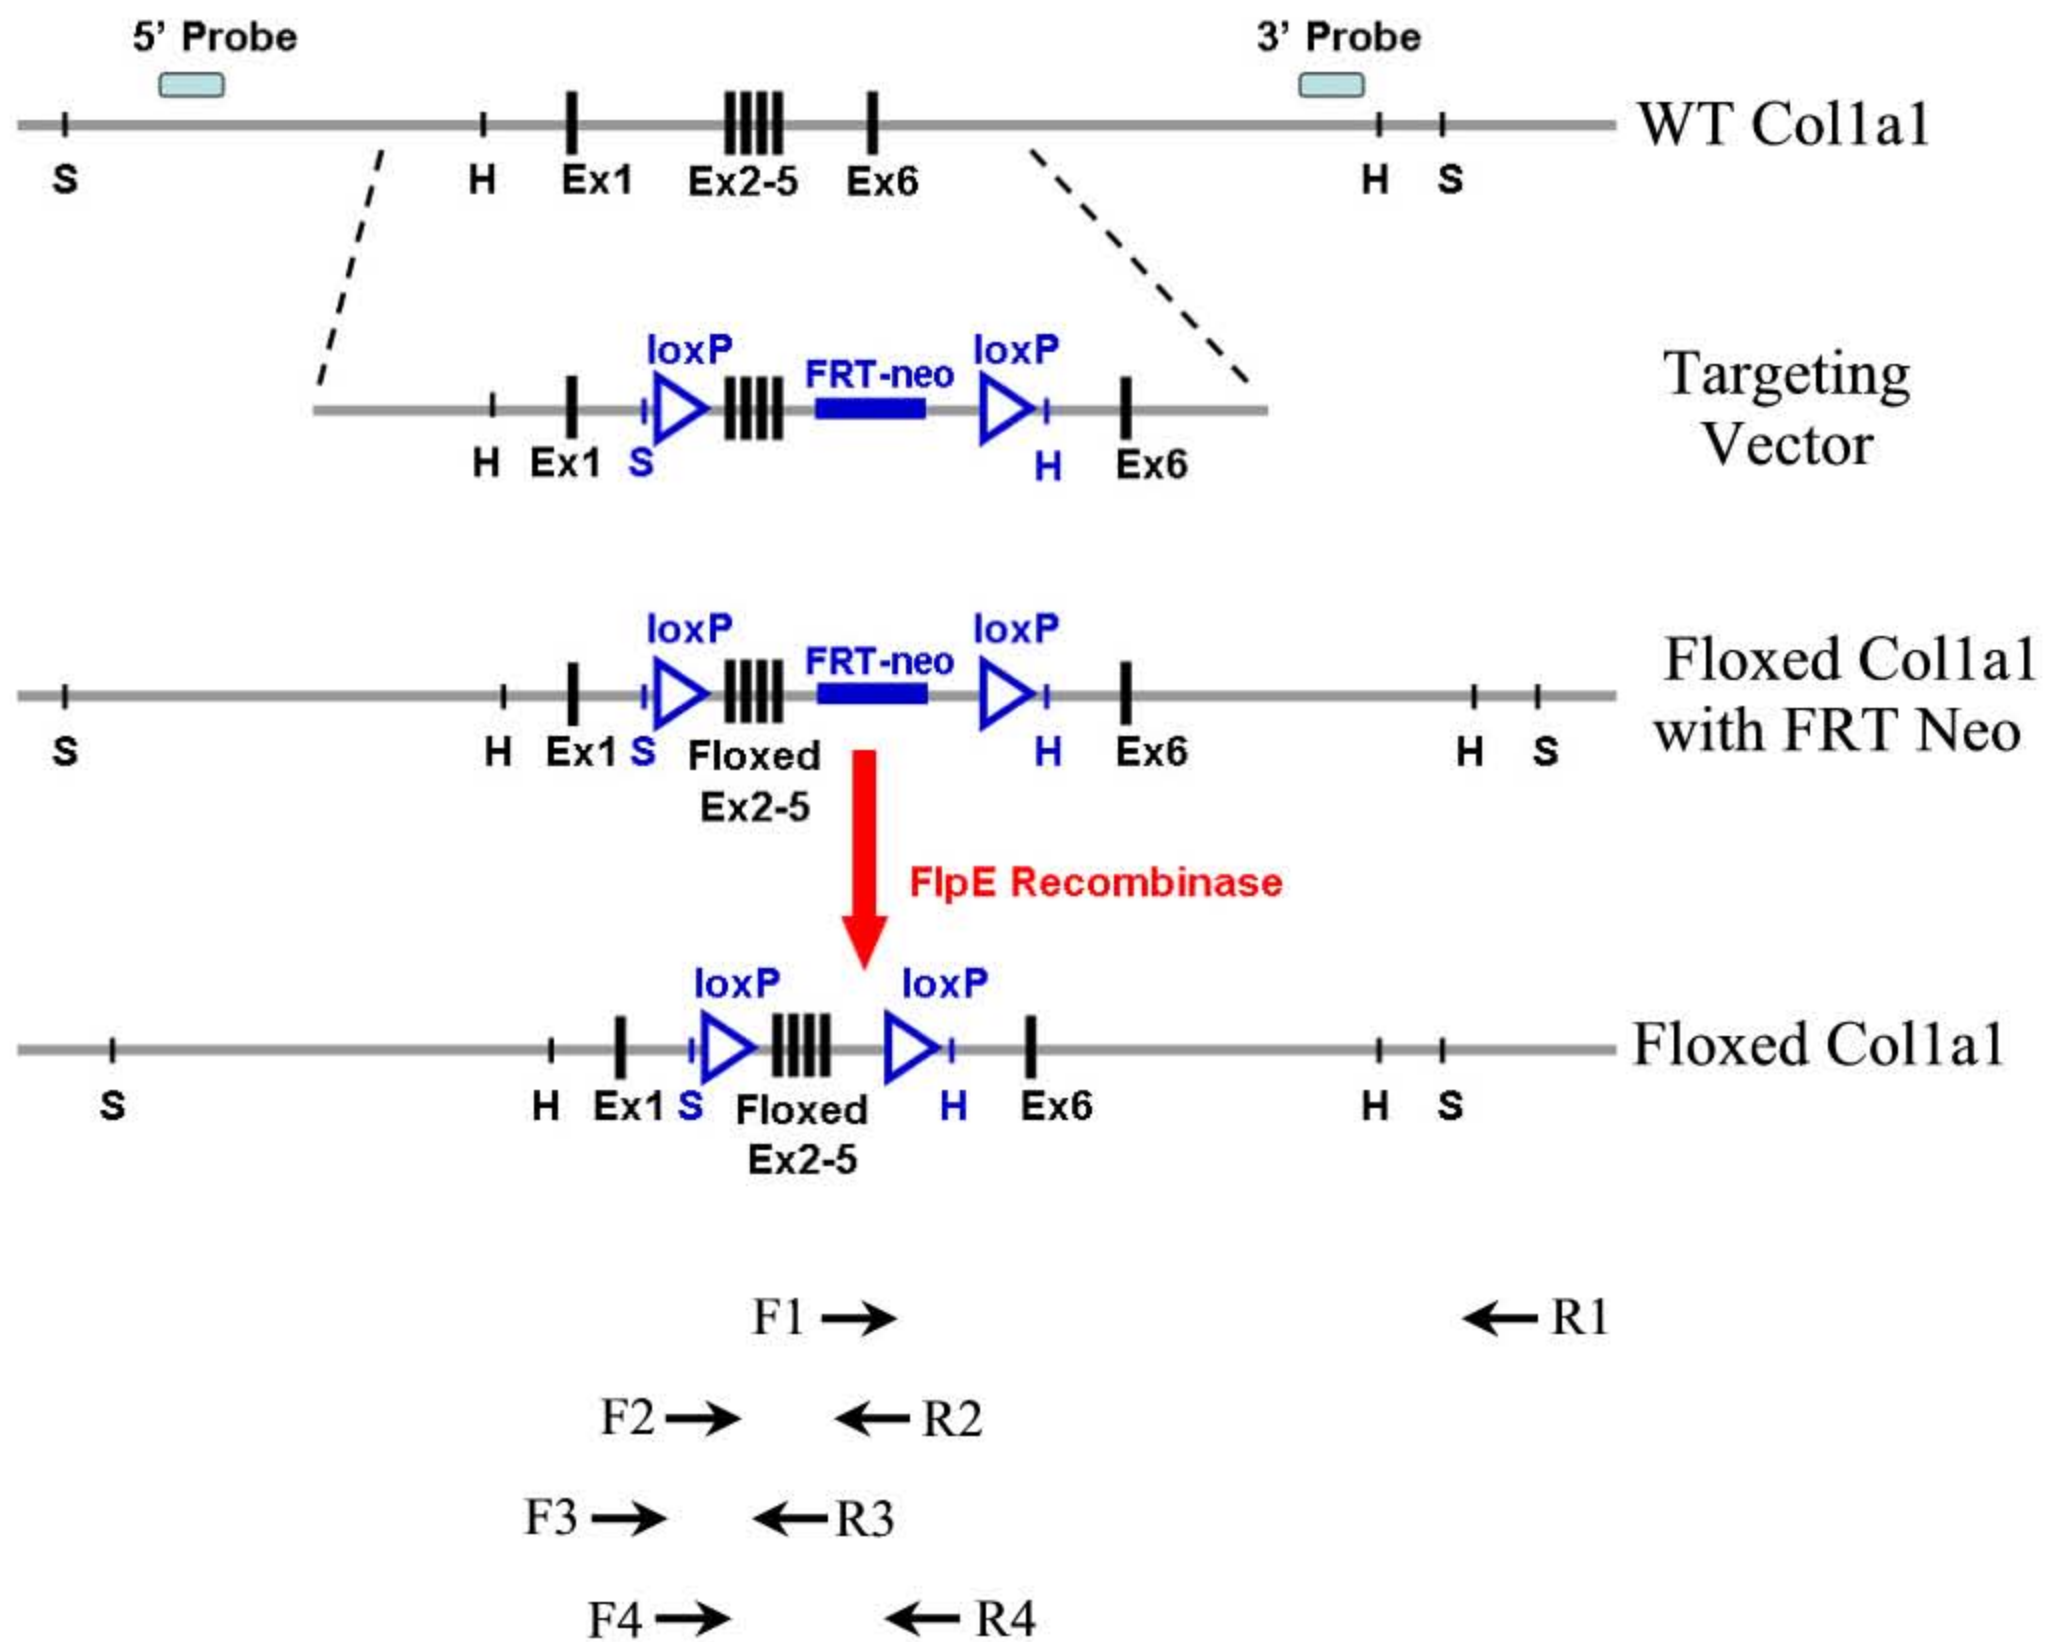 5’ Probe 3’ Probe
WT Col1a1
S H Ex1 Ex2-5 Ex6 H S
loxP loxP
FRT-neo
Targeting
Vector
H Ex1 S H Ex6
loxP loxP
FRT-neo
Floxed Col1a1
with FRT Neo
S H Ex1 S Floxed H Ex6 H S
Ex2-5
FlpE Recombinase
loxP loxP
Floxed Col1a1
S H Ex1 S Floxed H Ex6 H S
Ex2-5
F1 R1
F2 R2
F3 R3
F4 R4